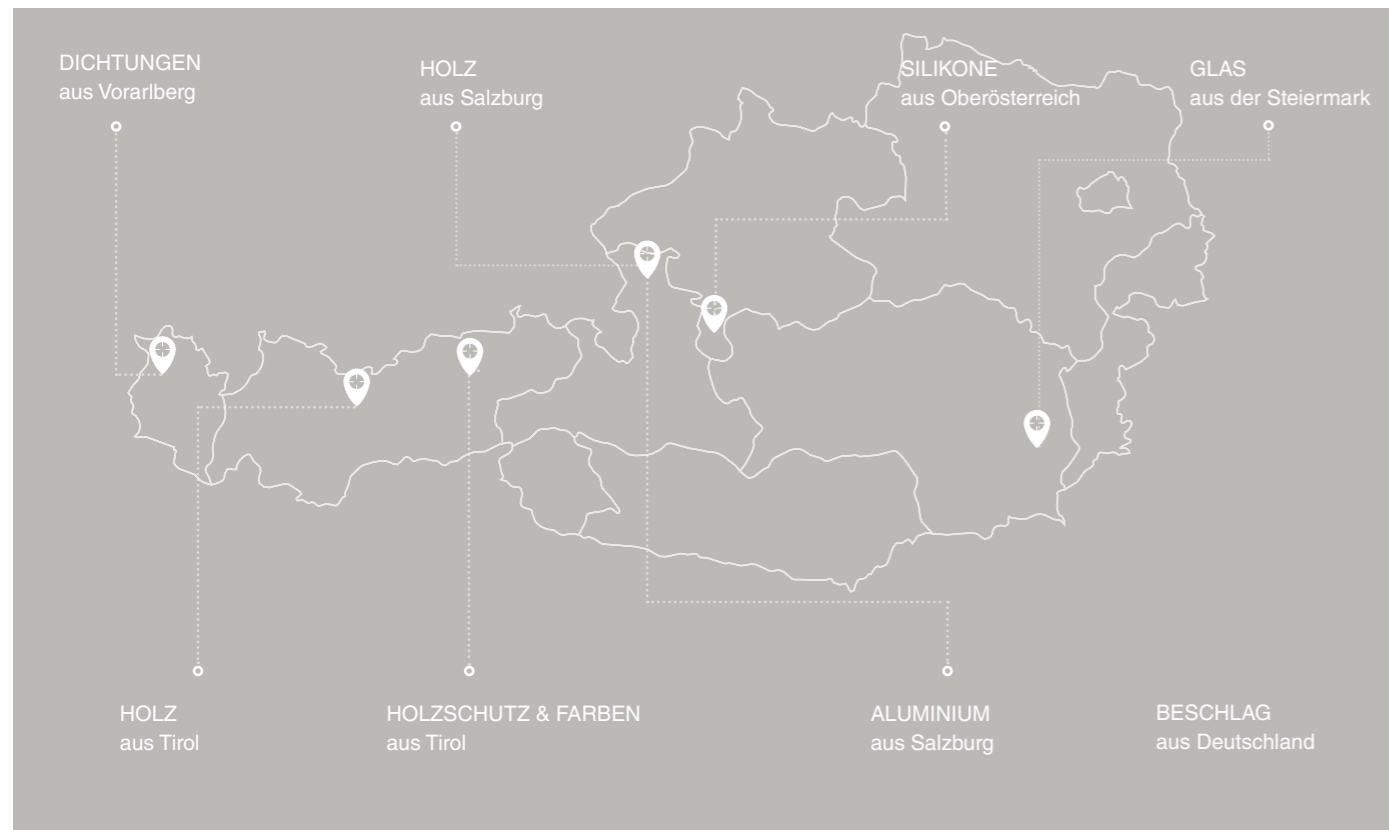 DICHTUNGEN
aus Vorarlberg
HOLZ
aus Salzburg
SILIKONE
aus Oberösterreich
GLAS
aus der Steiermark
HOLZ
aus Tirol
HOLZSCHUTZ & FARBEN
aus Tirol
ALUMINIUM
aus Salzburg
BESCHLAG
aus Deutschland